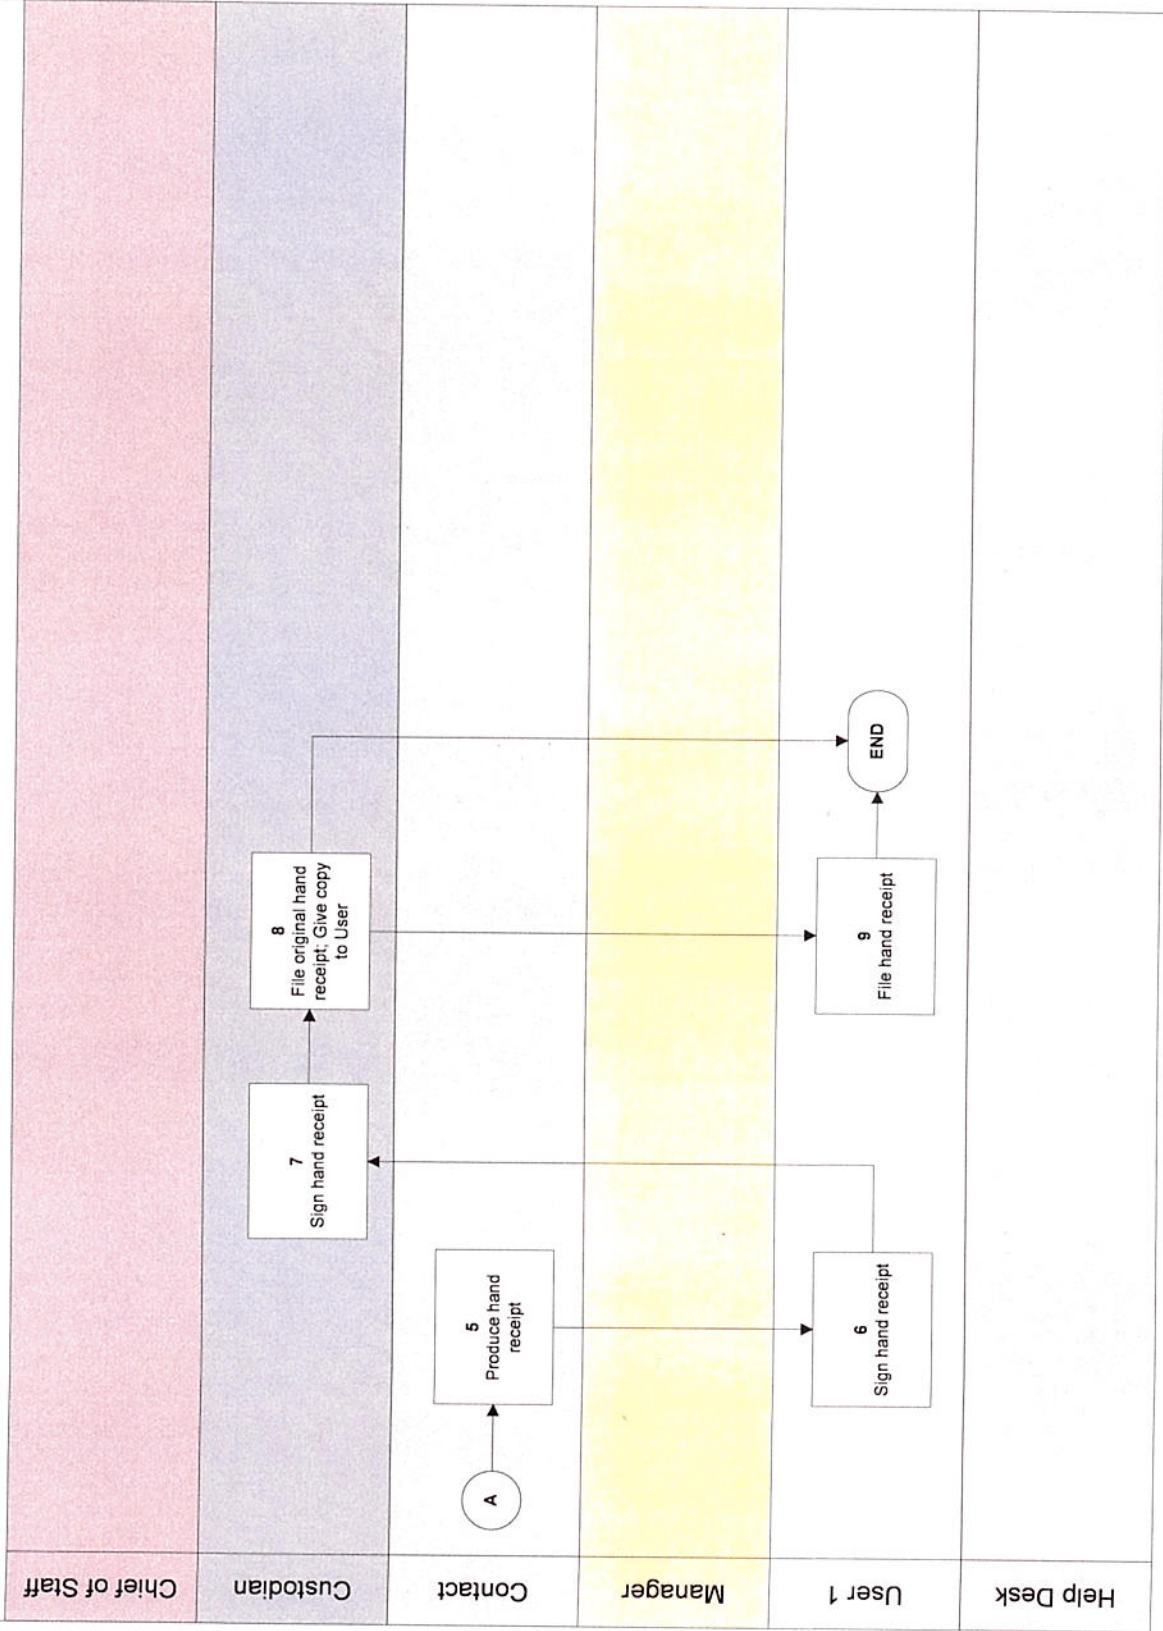 Chief of Staff
Custodian
Contact
Manager
User 1
Help Desk
A
5
Produce hand
receipt
6
Sign hand receipt
7
Sign hand receipt
8
File original hand
receipt; Give copy
to User
9
File hand receipt
END